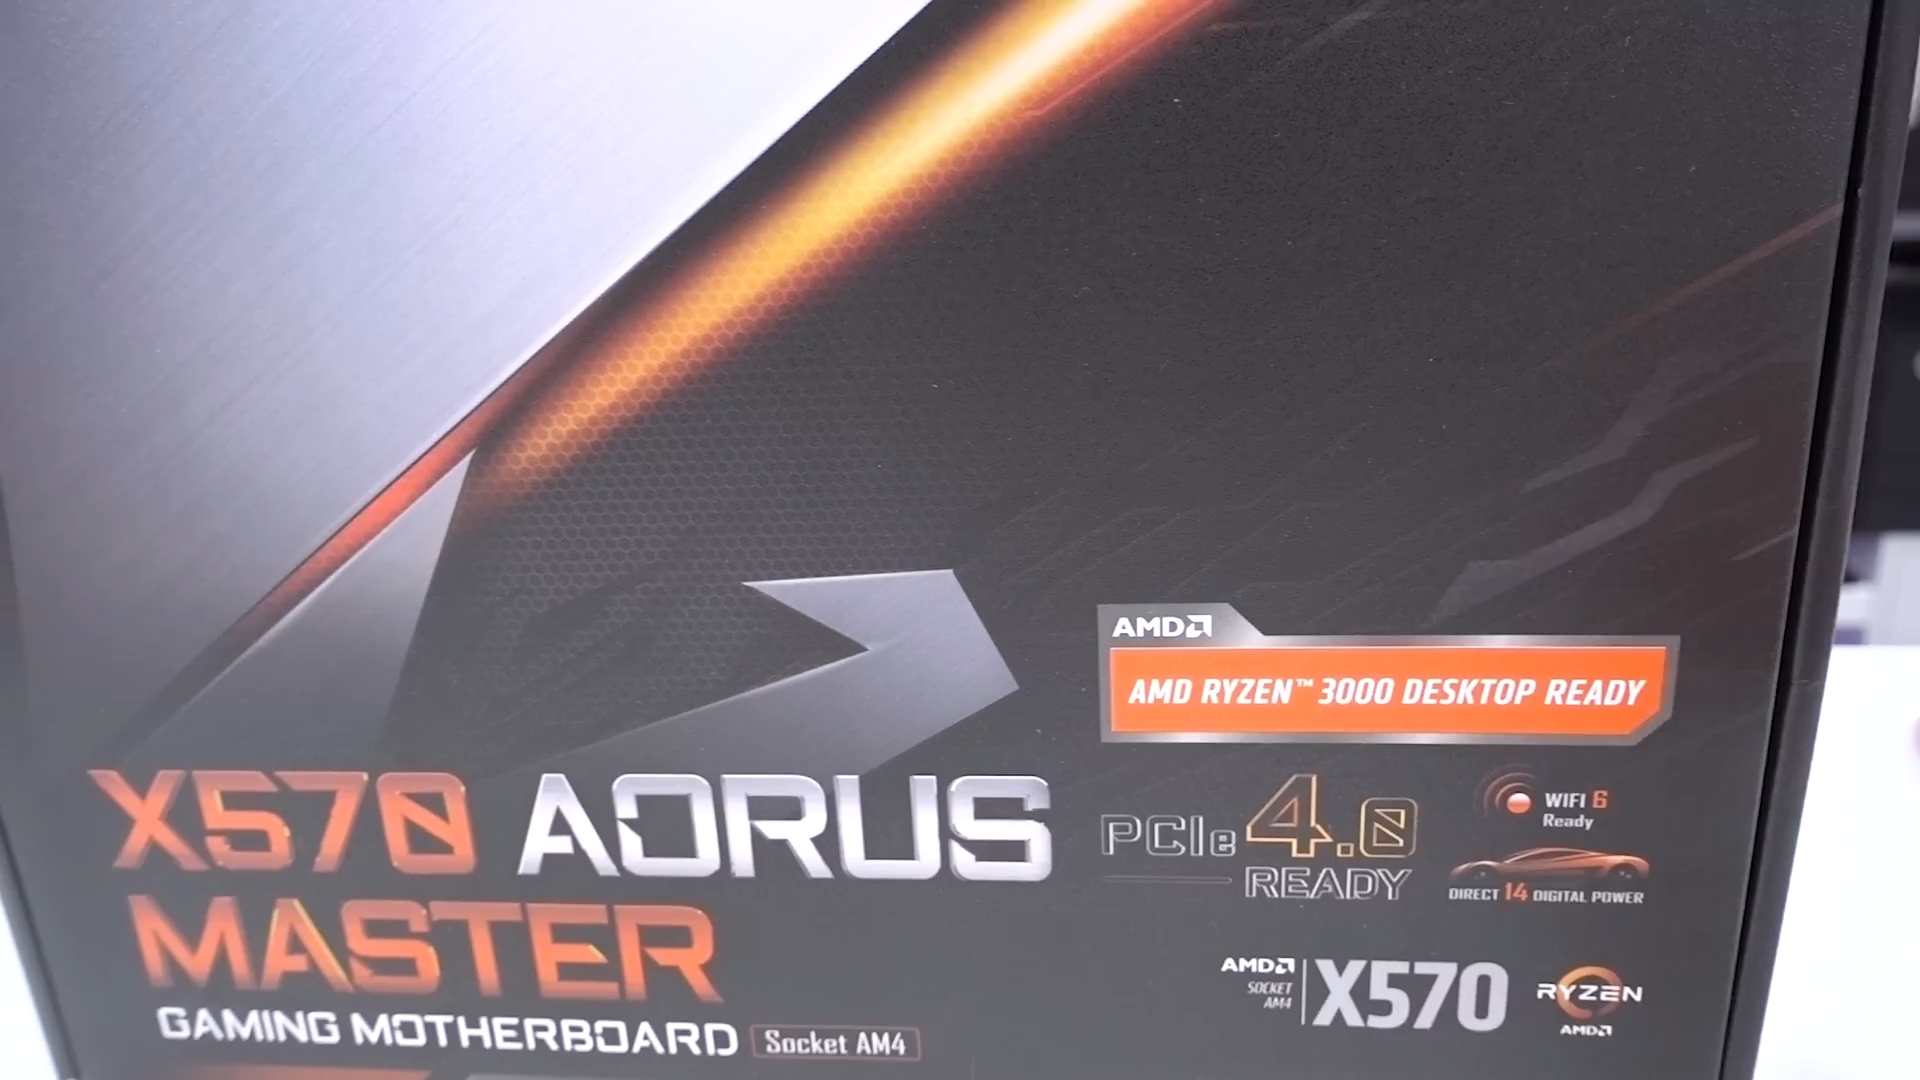 AMD
AMD RYZEN™ 3000 DESKTOP READY
X570 AORUS
MASTER
GAMING MOTHERBOARD Socket AM4
PCIe 4.0
READY
WIFI 6
Ready
DIRECT 14 DIGITAL POWER
AMD
SOCKET
AM4
X570
RYZEN
AMD